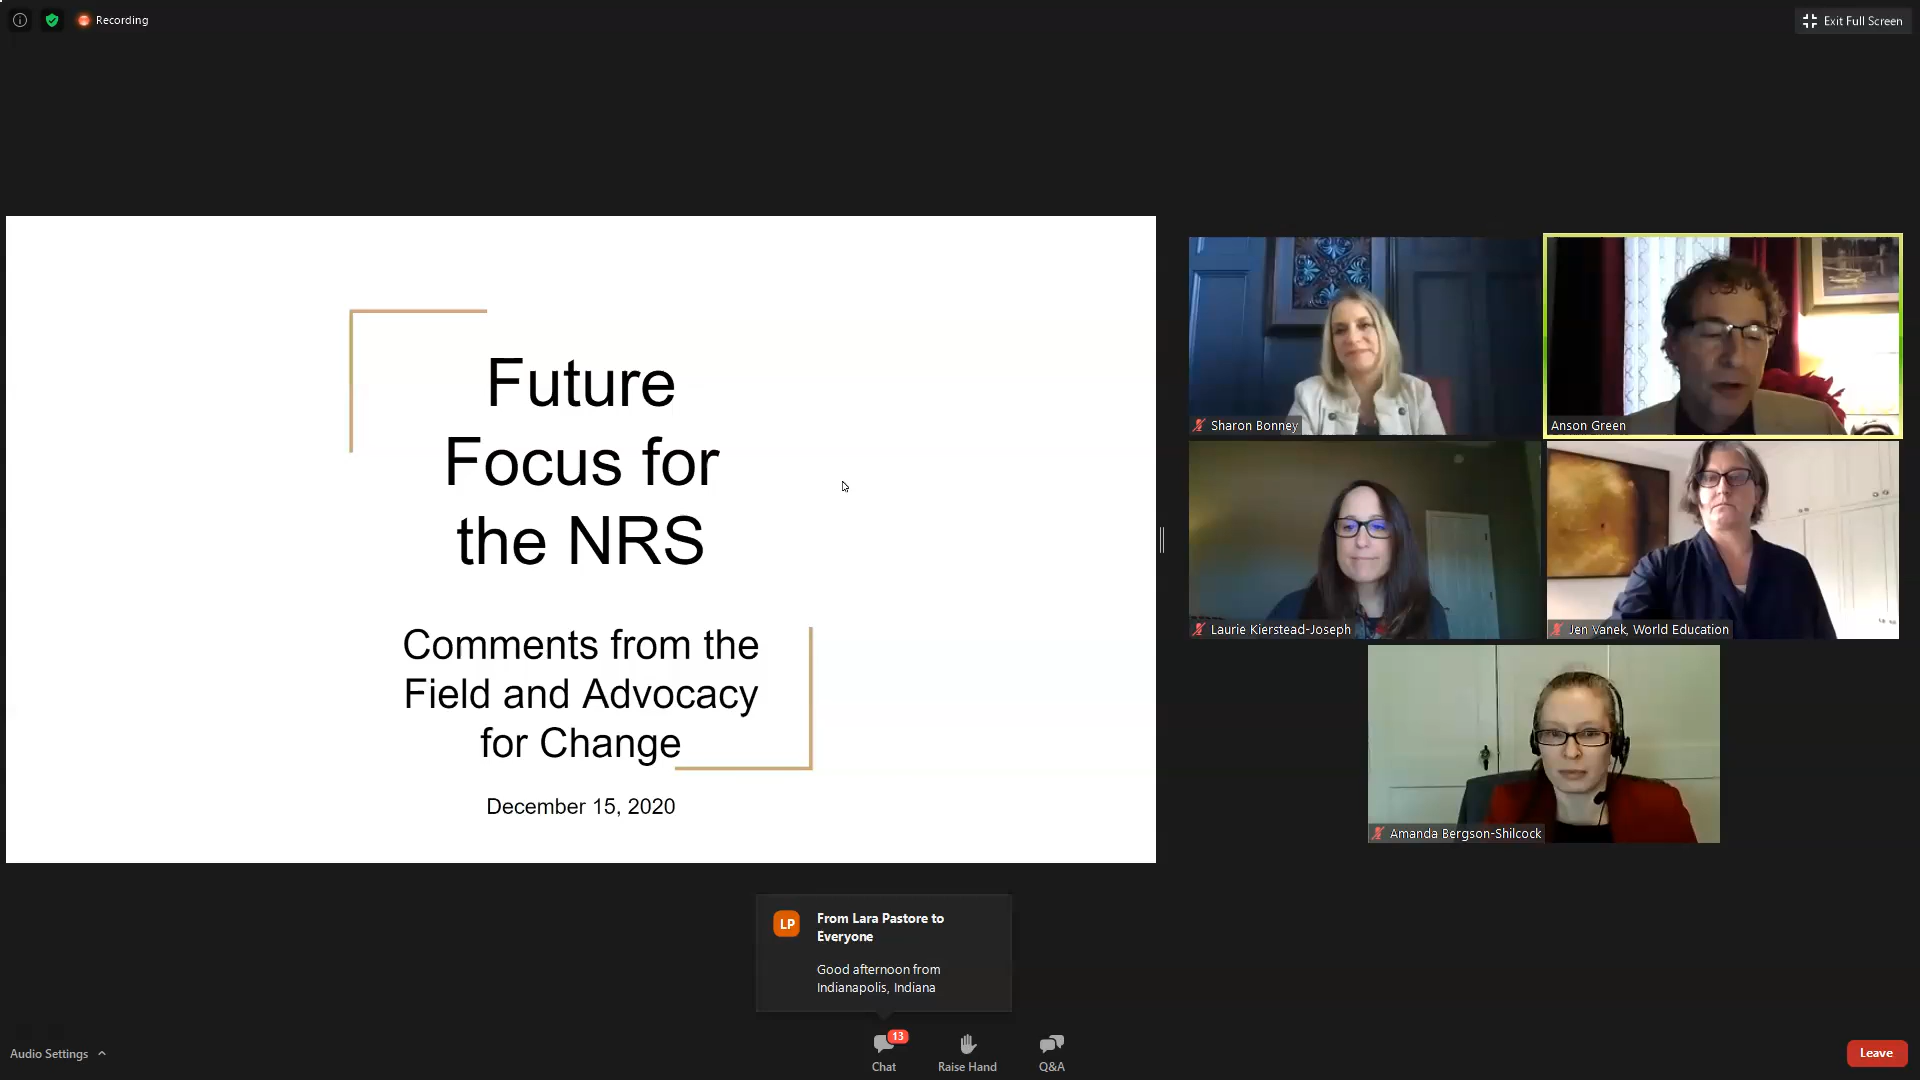 Recording
Exit Full Screen
Future
Focus for
the NRS
Comments from the
Field and Advocacy
for Change
December 15, 2020
Sharon Bonney
Anson Green
Laurie Kierstead-Joseph
Jen Vanek, World Education
Amanda Bergson-Shilcock
LP
From Lara Pastore to
Everyone
Good afternoon from
Indianapolis, Indiana
Audio Settings
13
Chat
Raise Hand
Q&A
Leave